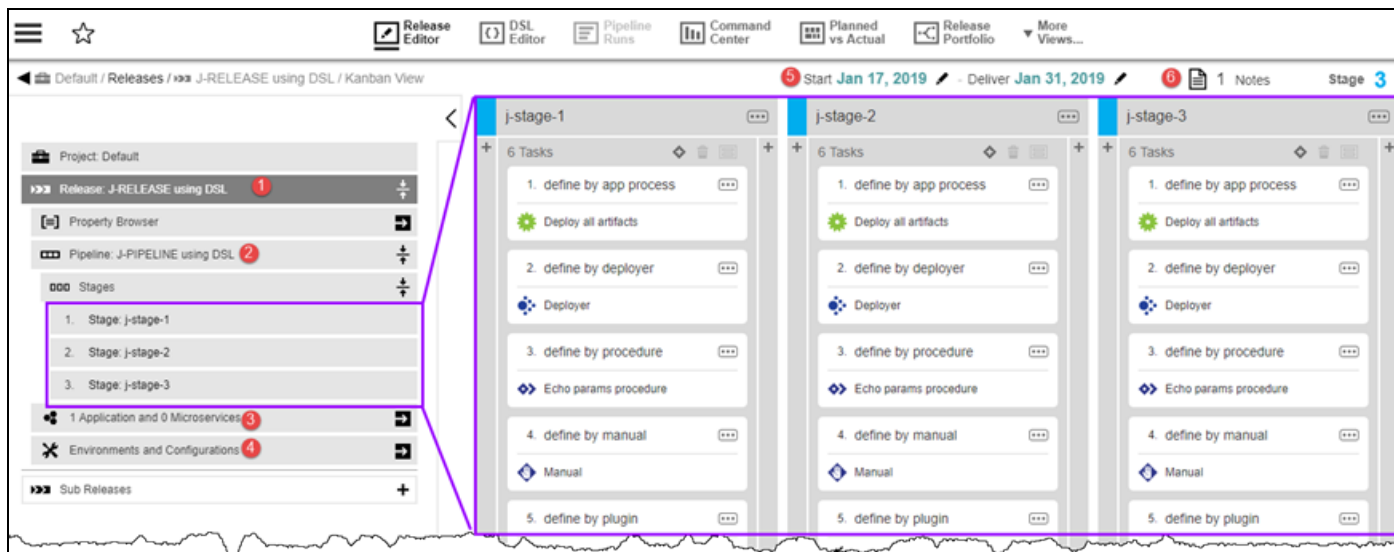 Release Editor
DSL Editor
Pipeline Runs
Command Center
Planned vs Actual
Release Portfolio
More Views...
Default / Releases / J-RELEASE using DSL / Kanban View
5 Start Jan 17, 2019 - Deliver Jan 31, 2019
6 1 Notes
Stage 3
Project: Default
Release: J-RELEASE using DSL 1
Property Browser
Pipeline: J-PIPELINE using DSL 2
Stages
1. Stage: j-stage-1
2. Stage: j-stage-2
3. Stage: j-stage-3
1 Application and 0 Microservices 3
Environments and Configurations 4
Sub Releases
j-stage-1
6 Tasks
1. define by app process
Deploy all artifacts
2. define by deployer
Deployer
3. define by procedure
Echo params procedure
4. define by manual
Manual
5. define by plugin
j-stage-2
6 Tasks
1. define by app process
Deploy all artifacts
2. define by deployer
Deployer
3. define by procedure
Echo params procedure
4. define by manual
Manual
5. define by plugin
j-stage-3
6 Tasks
1. define by app process
Deploy all artifacts
2. define by deployer
Deployer
3. define by procedure
Echo params procedure
4. define by manual
Manual
5. define by plugin